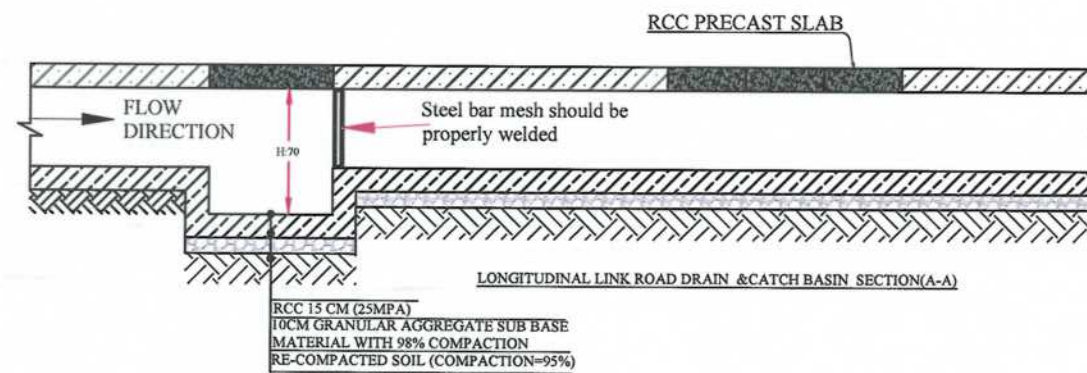 RCC PRECAST SLAB
FLOW
DIRECTION
H:70
Steel bar mesh should be
properly welded
LONGITUDINAL LINK ROAD DRAIN &CATCH BASIN SECTION(A-A)
RCC 15 CM (25MPA)
10CM GRANULAR AGGREGATE SUB BASE
MATERIAL WITH 98% COMPACTION
RE-COMPACTED SOIL (COMPACTION=95%)